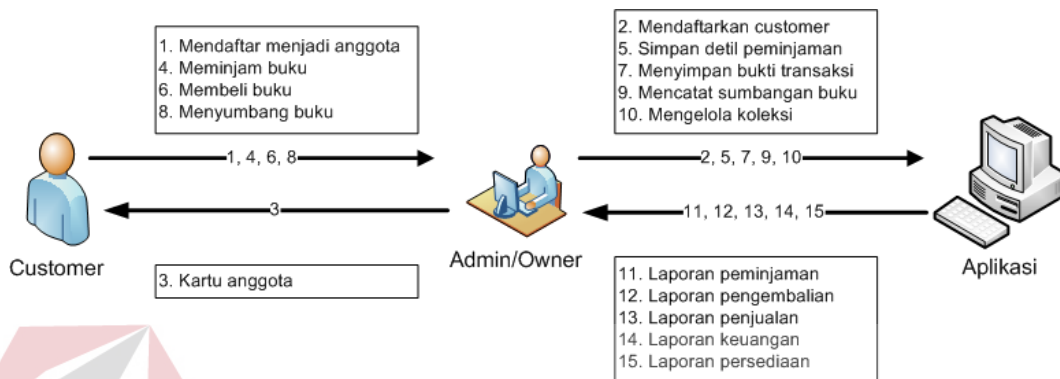 1. Mendaftar menjadi anggota
4. Meminjam buku
6. Membeli buku
8. Menyumbang buku
2. Mendaftarkan customer
5. Simpan detil peminjaman
7. Menyimpan bukti transaksi
9. Mencatat sumbangan buku
10. Mengelola koleksi
1, 4, 6, 8
2, 5, 7, 9, 10
3
11, 12, 13, 14, 15
Customer
Admin/Owner
Aplikasi
3. Kartu anggota
11. Laporan peminjaman
12. Laporan pengembalian
13. Laporan penjualan
14. Laporan keuangan
15. Laporan persediaan